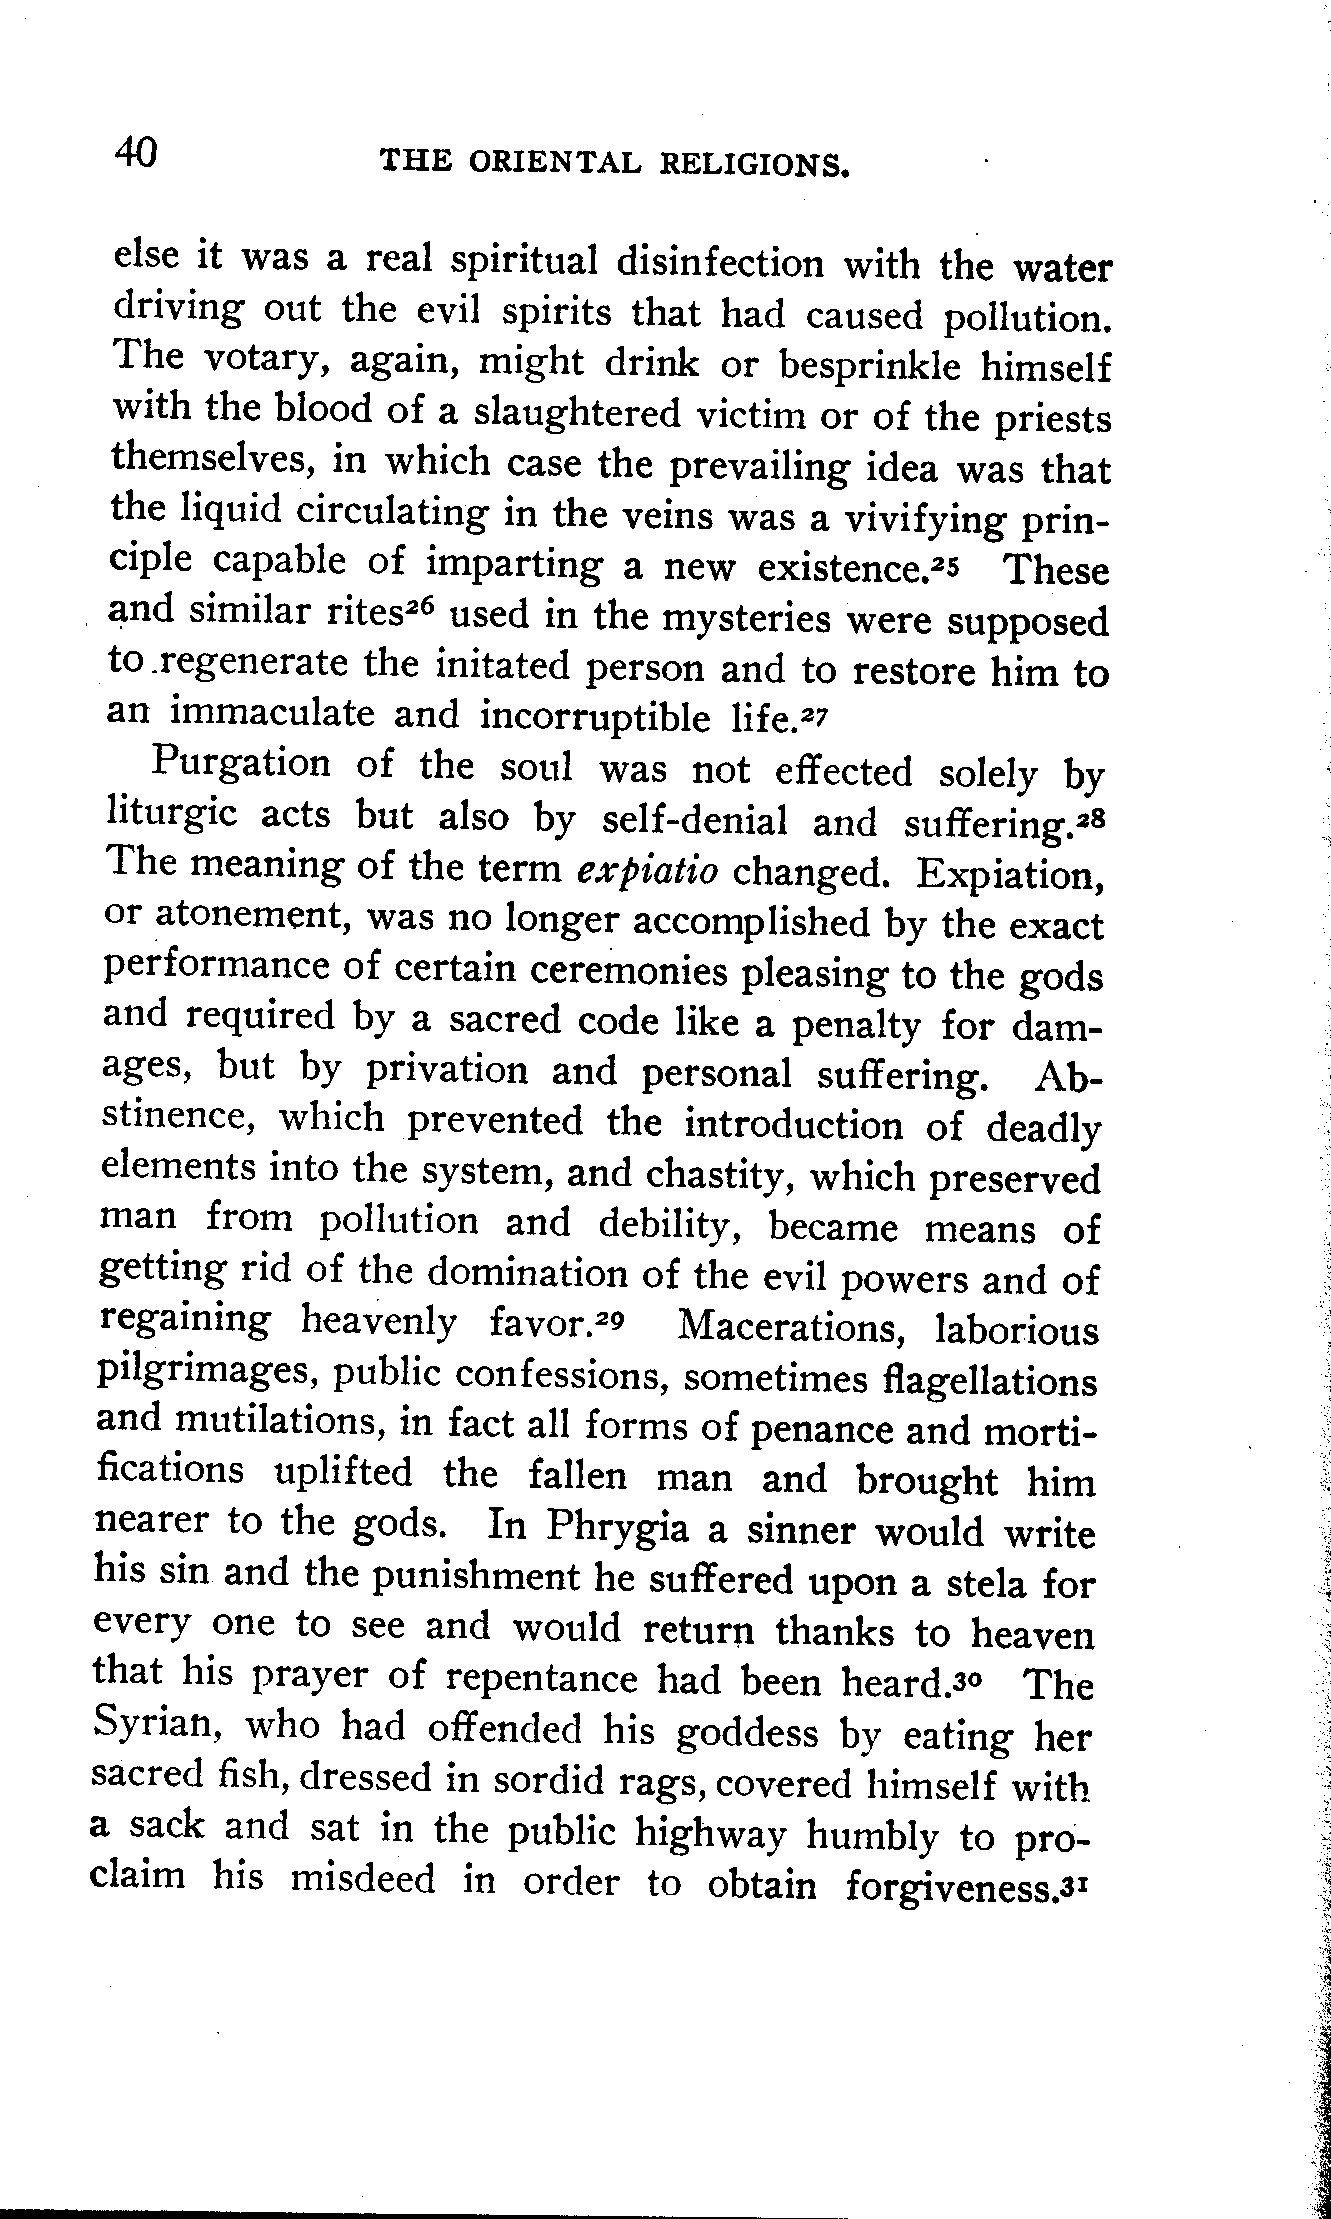 40
THE ORIENTAL RELIGIONS.
else it was a real spiritual disinfection with the water
driving out the evil spirits that had caused pollution.
The votary, again, might drink or besprinkle himself
with the blood of a slaughtered victim or of the priests
themselves, in which case the prevailing idea was that
the liquid circulating in the veins was a vivifying prin-
ciple capable of imparting a new existence.²⁵ These
and similar rites²⁶ used in the mysteries were supposed
to regenerate the initated person and to restore him to
an immaculate and incorruptible life.²⁷
Purgation of the soul was not effected solely by
liturgic acts but also by self-denial and suffering.²⁸
The meaning of the term expiatio changed. Expiation,
or atonement, was no longer accomplished by the exact
performance of certain ceremonies pleasing to the gods
and required by a sacred code like a penalty for dam-
ages, but by privation and personal suffering. Ab-
stinence, which prevented the introduction of deadly
elements into the system, and chastity, which preserved
man from pollution and debility, became means of
getting rid of the domination of the evil powers and of
regaining heavenly favor.²⁹ Macerations, laborious
pilgrimages, public confessions, sometimes flagellations
and mutilations, in fact all forms of penance and morti-
fications uplifted the fallen man and brought him
nearer to the gods. In Phrygia a sinner would write
his sin and the punishment he suffered upon a stela for
every one to see and would return thanks to heaven
that his prayer of repentance had been heard.³⁰ The
Syrian, who had offended his goddess by eating her
sacred fish, dressed in sordid rags, covered himself with
a sack and sat in the public highway humbly to pro-
claim his misdeed in order to obtain forgiveness.³¹